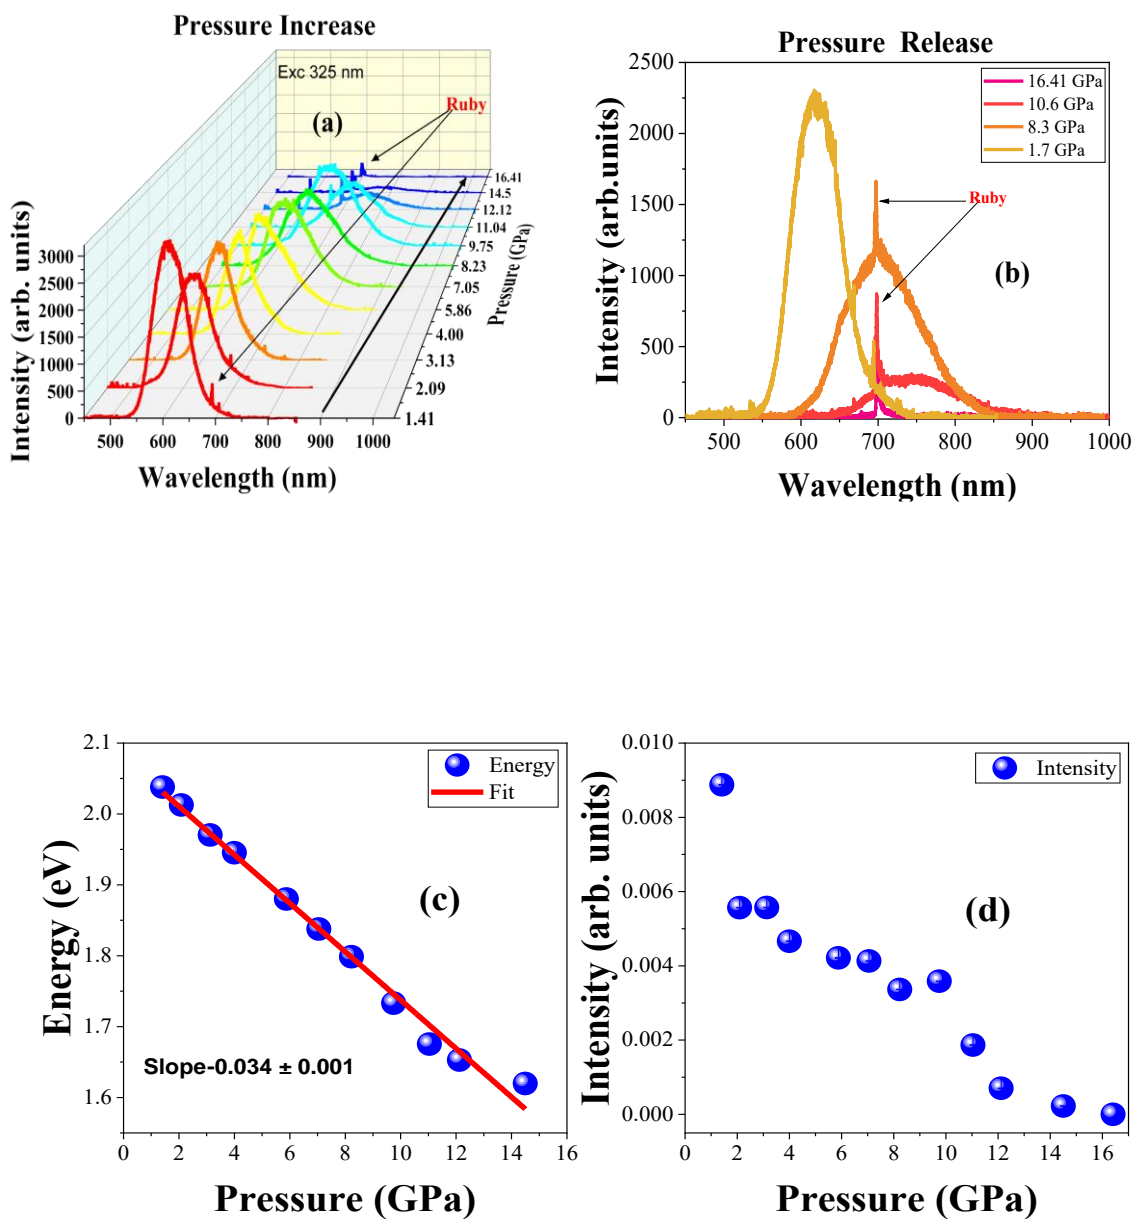 Pressure Increase
Exc 325 nm
(a)
Ruby
3000
2500
2000
1500
1000
500
0
Intensity (arb. units)
500
600
700
800
900
1000
Wavelength (nm)
16.41
14.5
12.12
11.04
9.75
8.23
7.05
5.86
4.00
3.13
2.09
1.41
Pressure (GPa)
Pressure Release
16.41 GPa
10.6 GPa
8.3 GPa
1.7 GPa
Ruby
(b)
2500
2000
1500
1000
500
0
Intensity (arb.units)
500
600
700
800
900
1000
Wavelength (nm)
2.1
2.0
1.9
1.8
1.7
1.6
Energy (eV)
Energy
Fit
(c)
Slope-0.034 ± 0.001
0
2
4
6
8
10
12
14
16
Pressure (GPa)
0.010
0.008
0.006
0.004
0.002
0.000
Intensity (arb. units)
Intensity
(d)
0
2
4
6
8
10
12
14
16
Pressure (GPa)